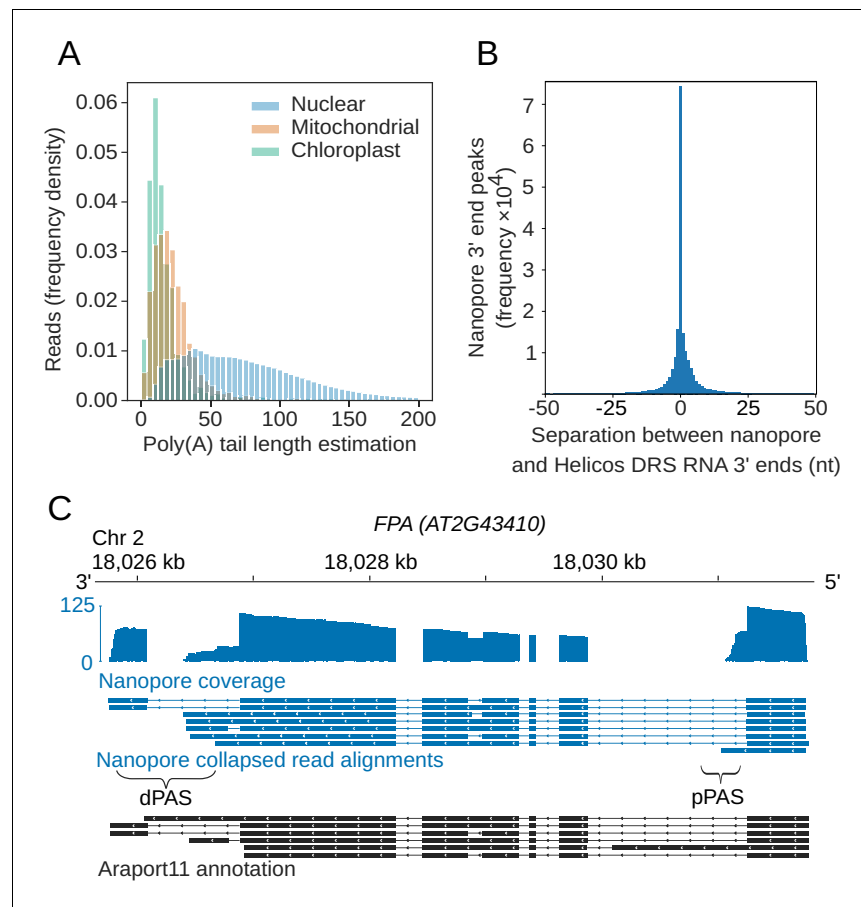 A
Reads (frequency density)
0.06
0.05
0.04
0.03
0.02
0.01
0.00
Nuclear
Mitochondrial
Chloroplast
0 50 100 150 200
Poly(A) tail length estimation
B
Nanopore 3' end peaks
(frequency ×10⁴)
7
6
5
4
3
2
1
-50 -25 0 25 50
Separation between nanopore
and Helicos DRS RNA 3' ends (nt)
C
FPA (AT2G43410)
Chr 2
18,026 kb 18,028 kb 18,030 kb
3' 5'
125
0
Nanopore coverage
Nanopore collapsed read alignments
dPAS pPAS
Araport11 annotation